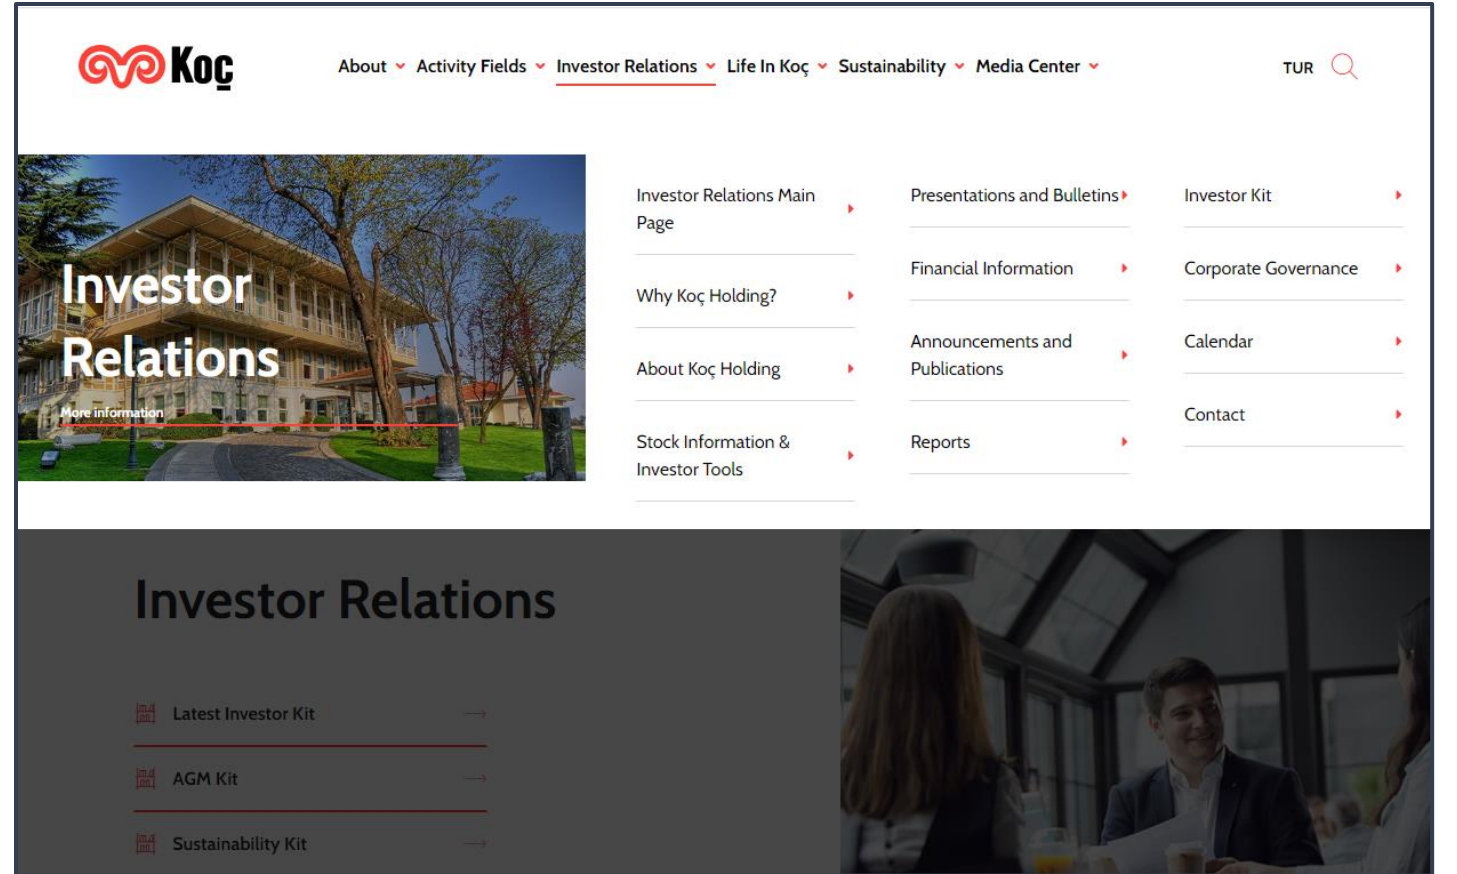 Koç
About
Activity Fields
Investor Relations
Life In Koç
Sustainability
Media Center
TUR
Investor
Relations
More information
Investor Relations Main
Page
Why Koç Holding?
About Koç Holding
Stock Information &
Investor Tools
Presentations and Bulletins
Financial Information
Announcements and
Publications
Reports
Investor Kit
Corporate Governance
Calendar
Contact
Investor Relations
Latest Investor Kit
AGM Kit
Sustainability Kit